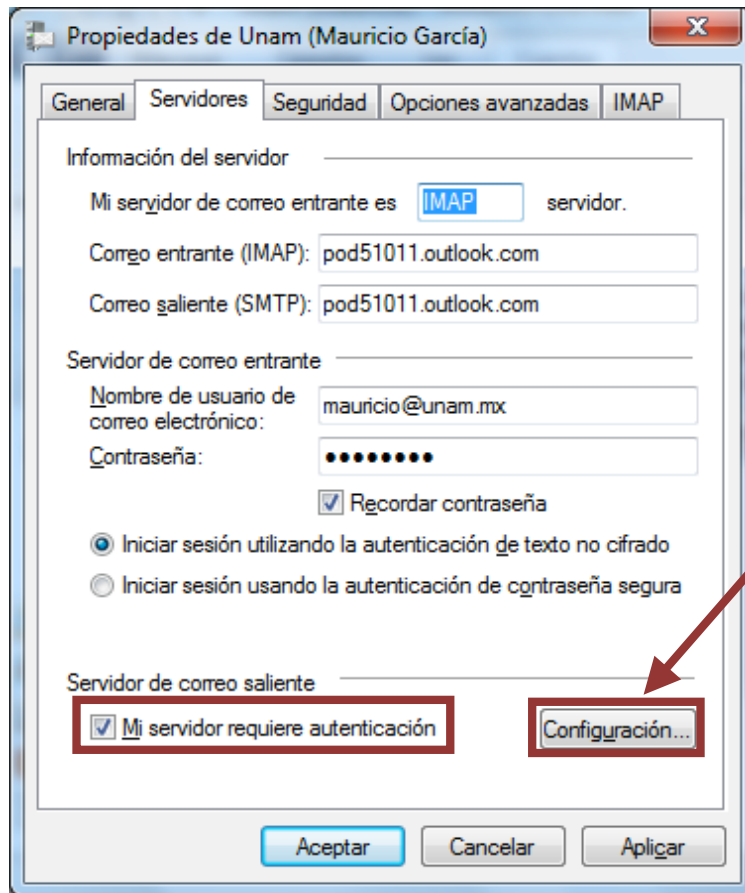 Propiedades de Unam (Mauricio García)
General Servidores Seguridad Opciones avanzadas IMAP
Información del servidor
Mi servidor de correo entrante es IMAP servidor.
Correo entrante (IMAP): pod51011.outlook.com
Correo saliente (SMTP): pod51011.outlook.com
Servidor de correo entrante
Nombre de usuario de
correo electrónico: mauricio@unam.mx
Contraseña: ●●●●●●●●
Recordar contraseña
Iniciar sesión utilizando la autenticación de texto no cifrado
Iniciar sesión usando la autenticación de contraseña segura
Servidor de correo saliente
Mi servidor requiere autenticación Configuración...
Aceptar Cancelar Aplicar